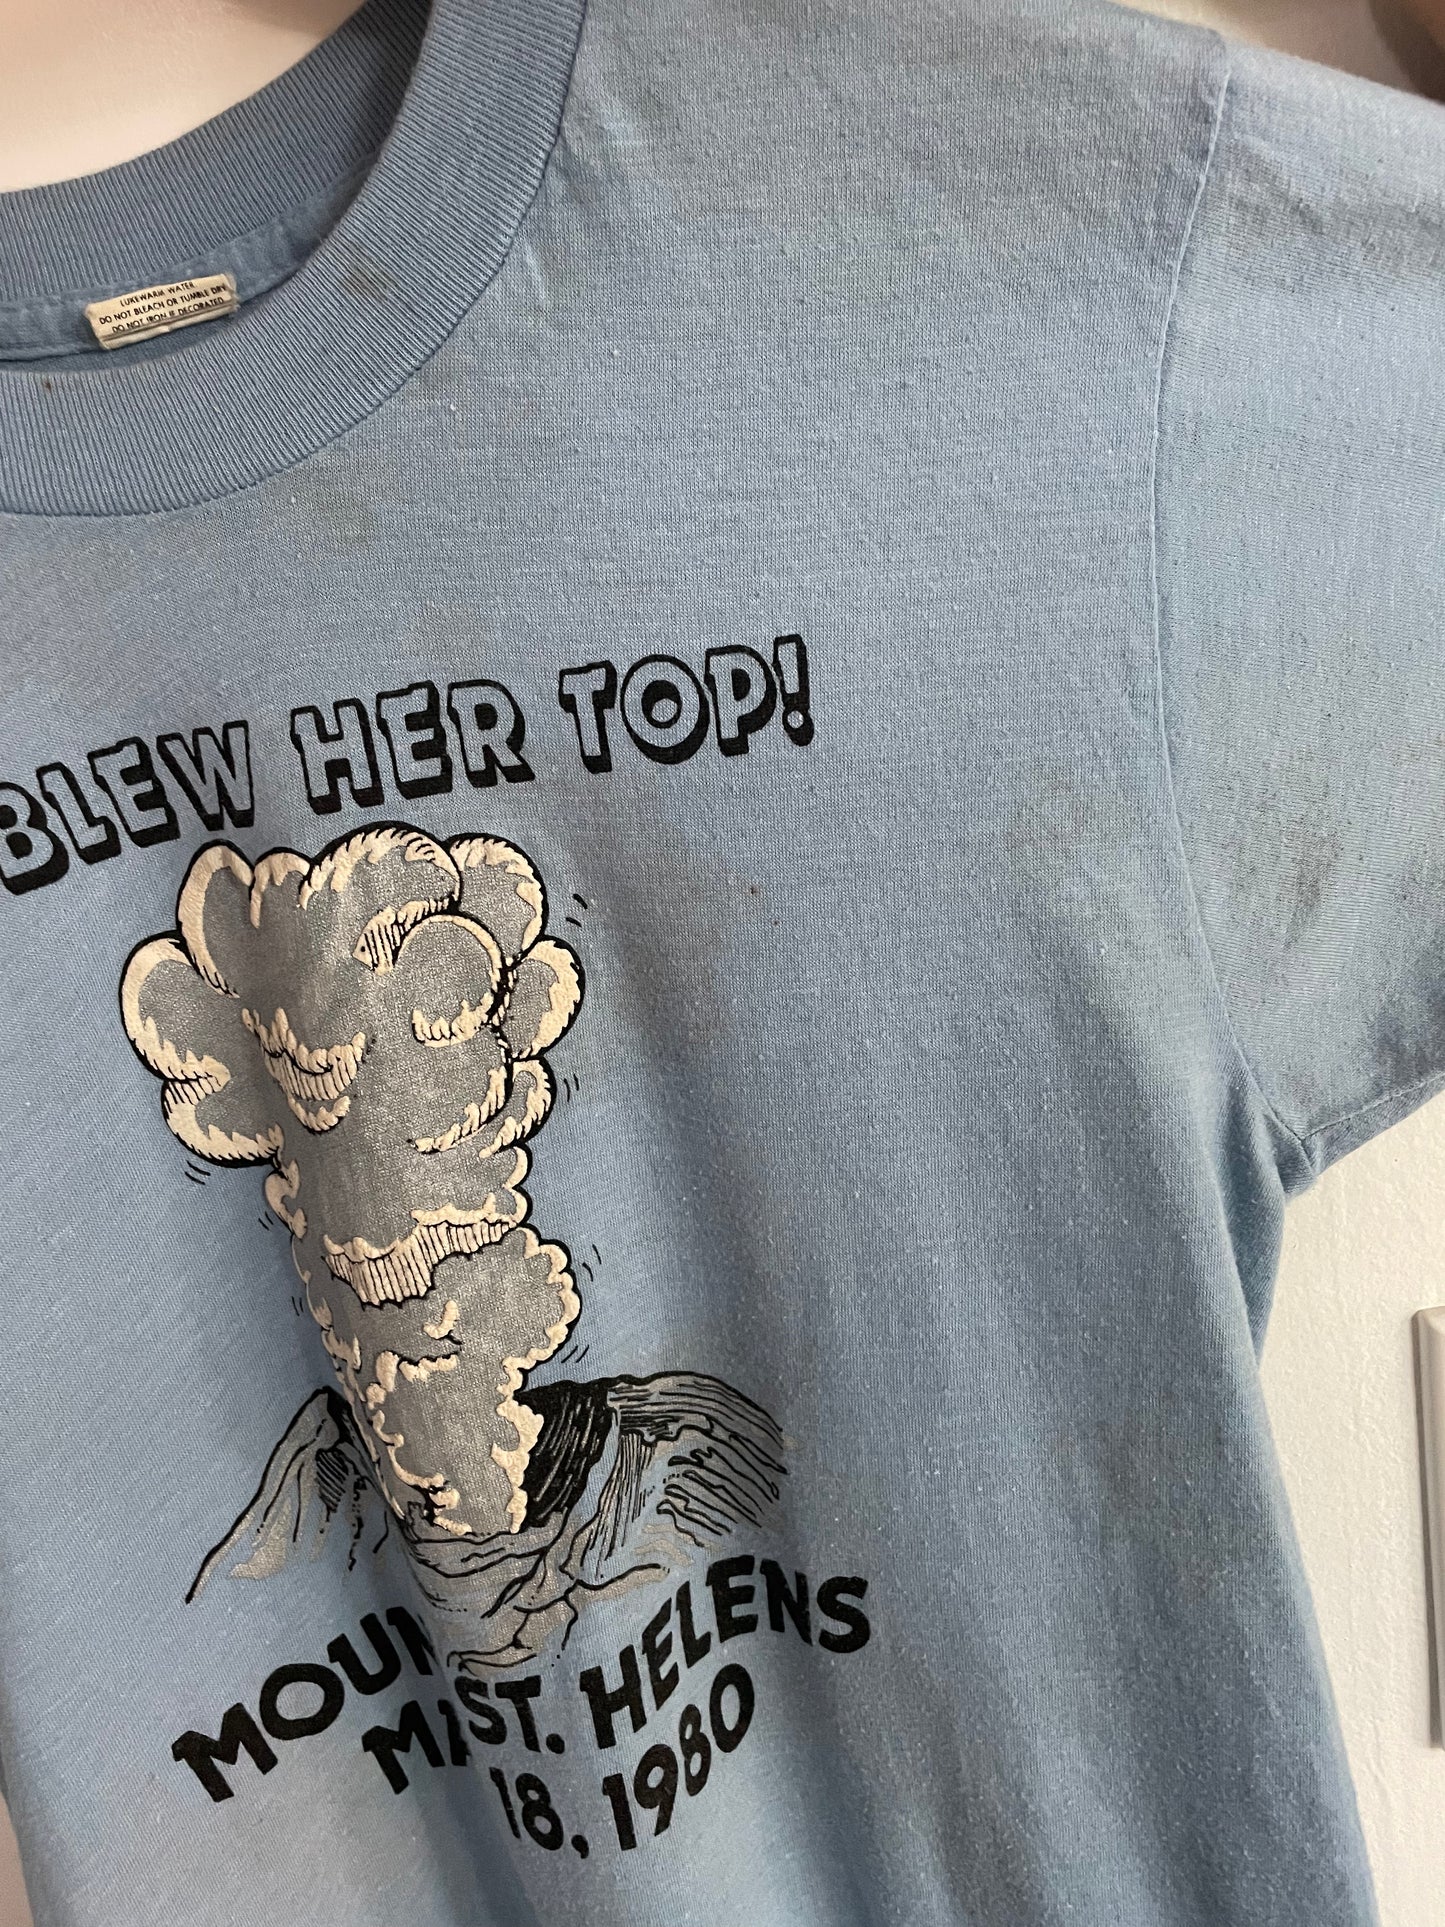 LUKEWARM WATER
DO NOT BLEACH OR TUMBLE DRY
DO NOT IRON IF DECORATED
BLEW HER TOP!
MOUN ST. HELENS
MA 18, 1980